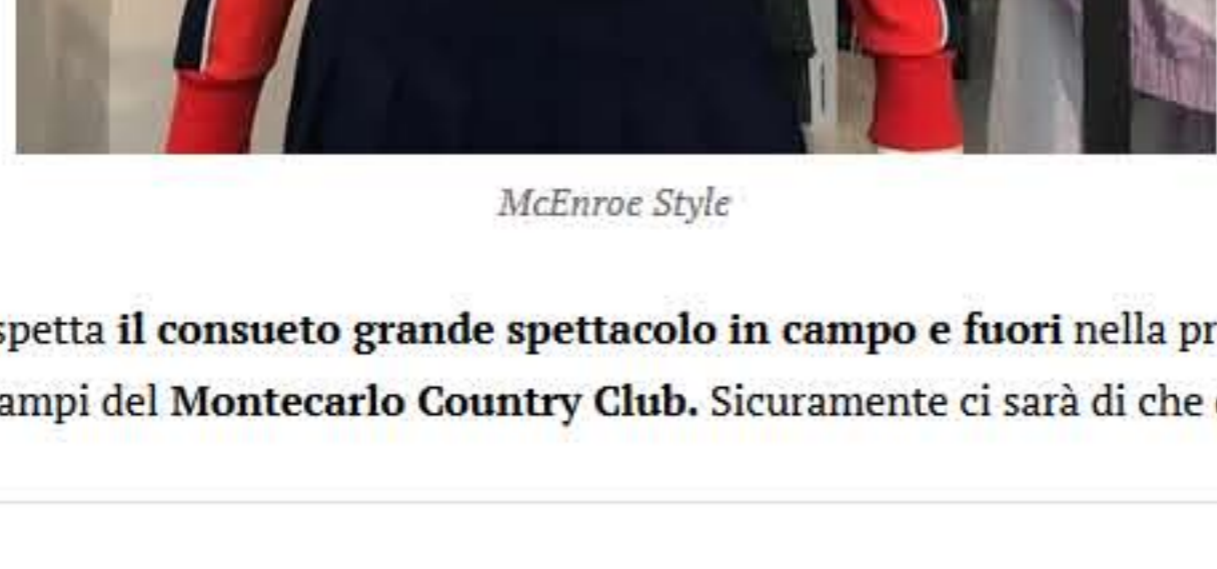 McEnroe Style
spetta il consueto grande spettacolo in campo e fuori nella pr
ampi del Montecarlo Country Club. Sicuramente ci sarà di che